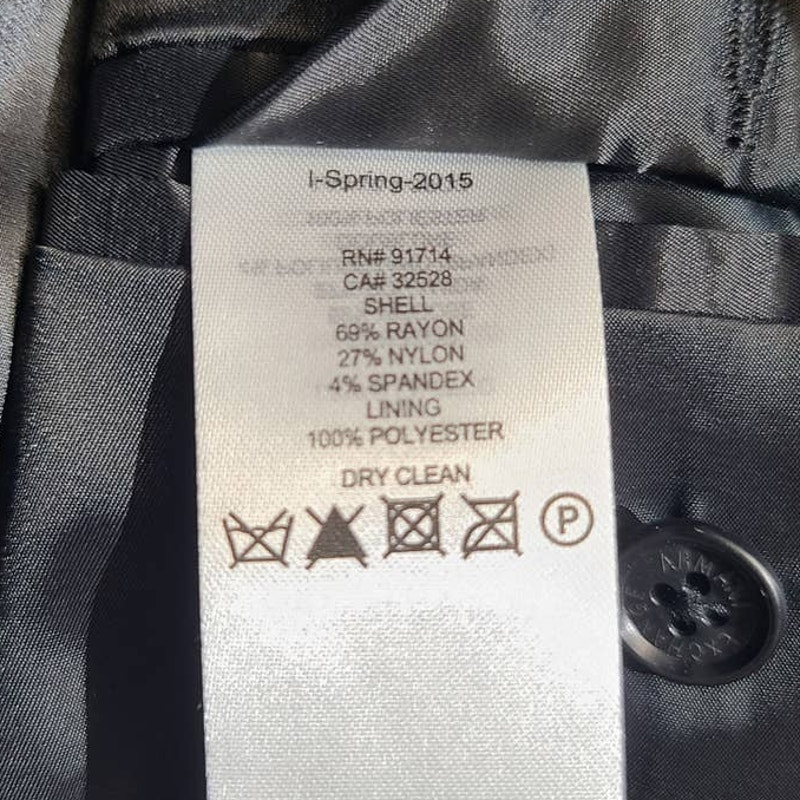 I-Spring-2015
RN# 91714
CA# 32528
SHELL
69% RAYON
27% NYLON
4% SPANDEX
LINING
100% POLYESTER
DRY CLEAN
P
ARMANI EXCHANGE